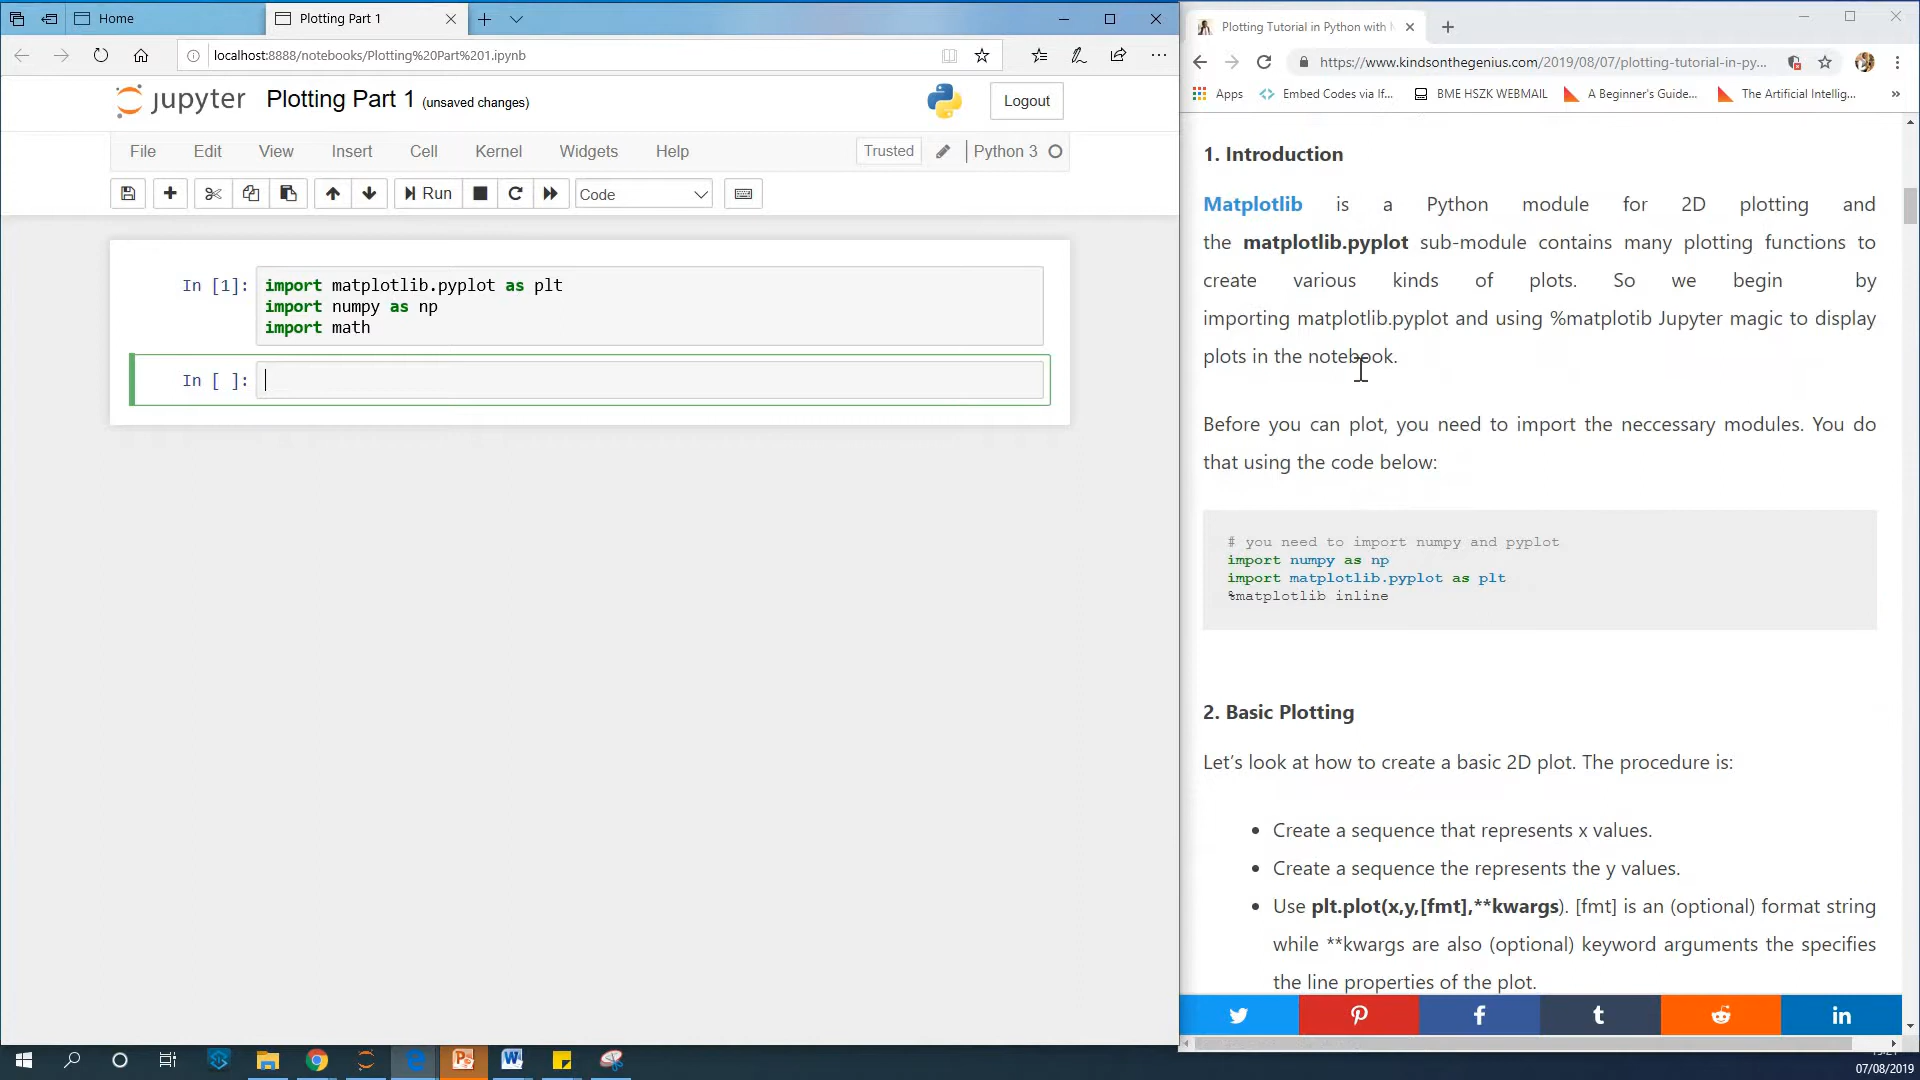 Home
Plotting Part 1
localhost:8888/notebooks/Plotting%20Part%201.ipynb
jupyter Plotting Part 1 (unsaved changes)
Logout
File Edit View Insert Cell Kernel Widgets Help
Trusted
Python 3
Run
Code
In [1]:
import matplotlib.pyplot as plt
import numpy as np
import math
In [ ]:
Plotting Tutorial in Python with
https://www.kindsonthegenius.com/2019/08/07/plotting-tutorial-in-py...
Apps Embed Codes via If... BME HSZK WEBMAIL A Beginner's Guide... The Artificial Intellig... »
1. Introduction
Matplotlib is a Python module for 2D plotting and
the matplotlib.pyplot sub-module contains many plotting functions to
create various kinds of plots. So we begin by
importing matplotlib.pyplot and using %matplotib Jupyter magic to display
plots in the notebook.
Before you can plot, you need to import the neccessary modules. You do
that using the code below:
# you need to import numpy and pyplot
import numpy as np
import matplotlib.pyplot as plt
%matplotlib inline
2. Basic Plotting
Let's look at how to create a basic 2D plot. The procedure is:
• Create a sequence that represents x values.
• Create a sequence the represents the y values.
• Use plt.plot(x,y,[fmt],**kwargs). [fmt] is an (optional) format string
while **kwargs are also (optional) keyword arguments the specifies
the line properties of the plot.
07/08/2019